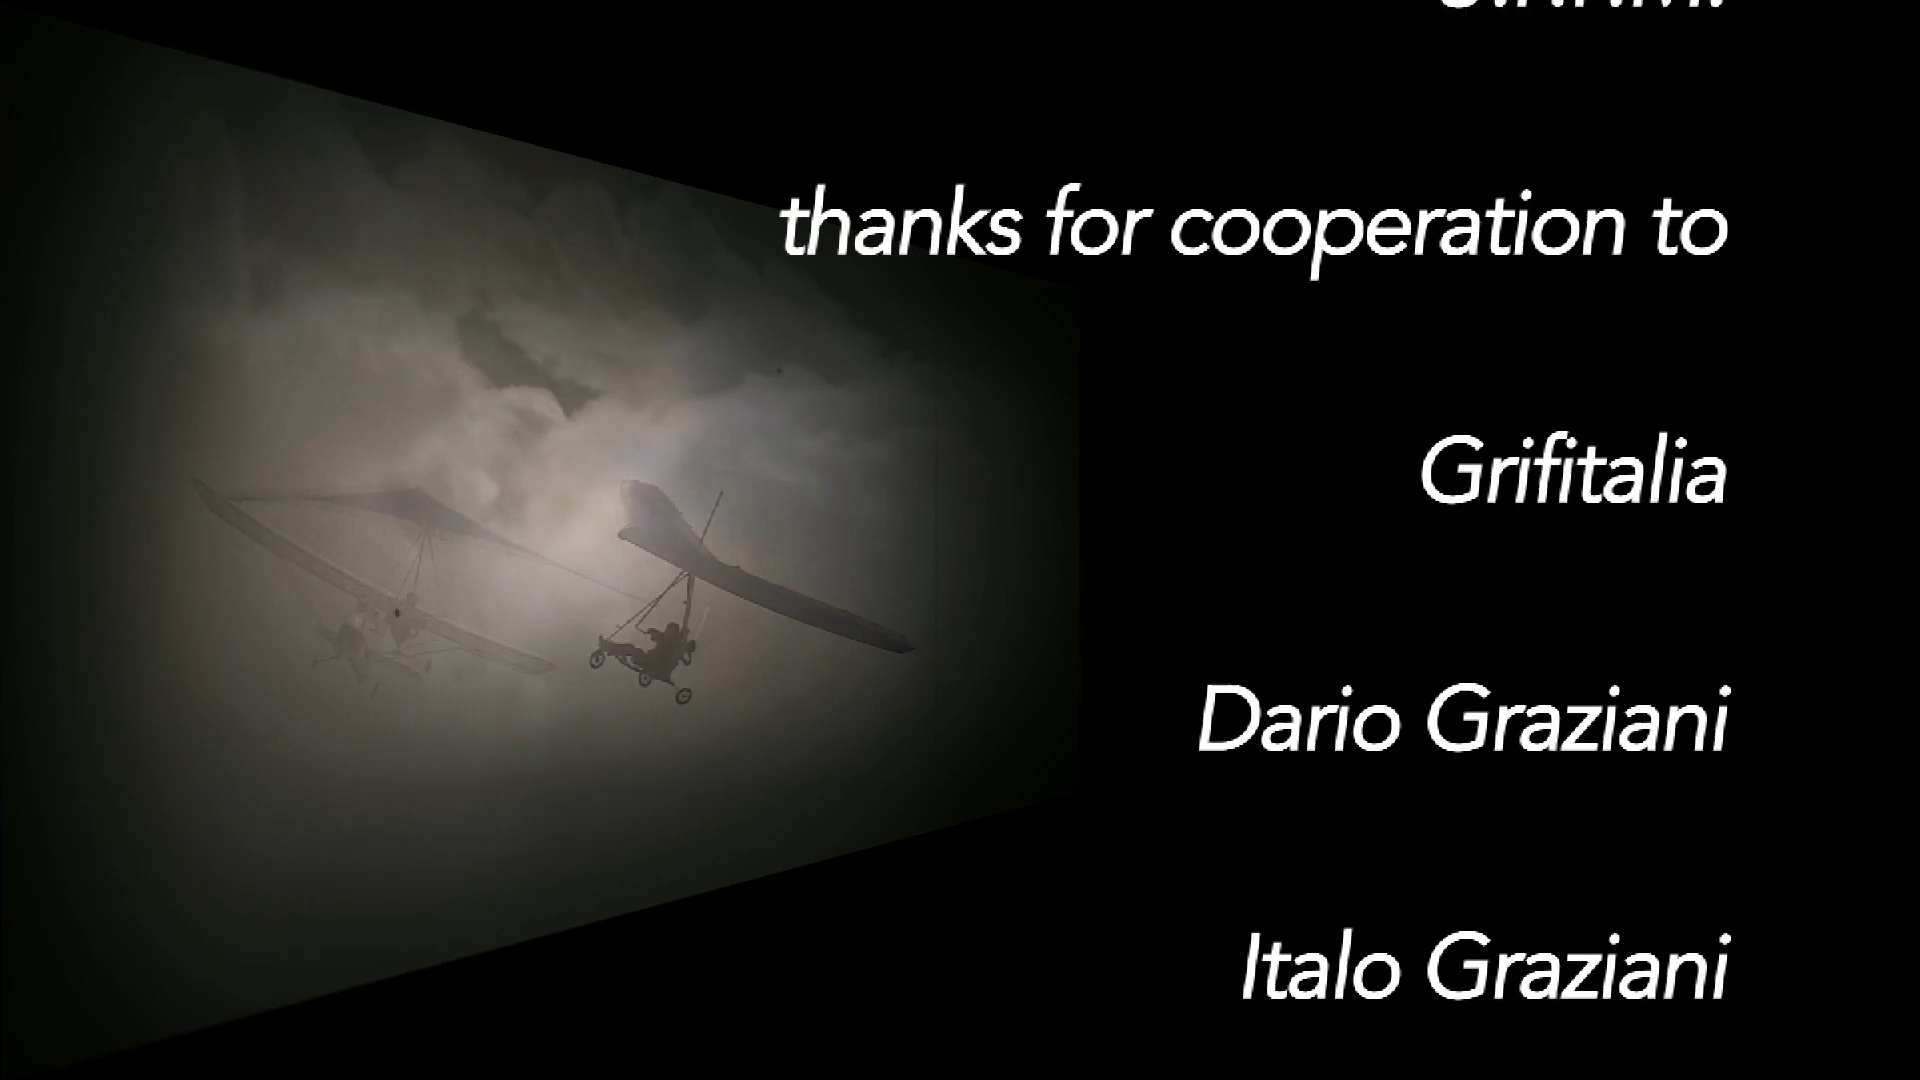 thanks for cooperation to
Grifitalia
Dario Graziani
Italo Graziani